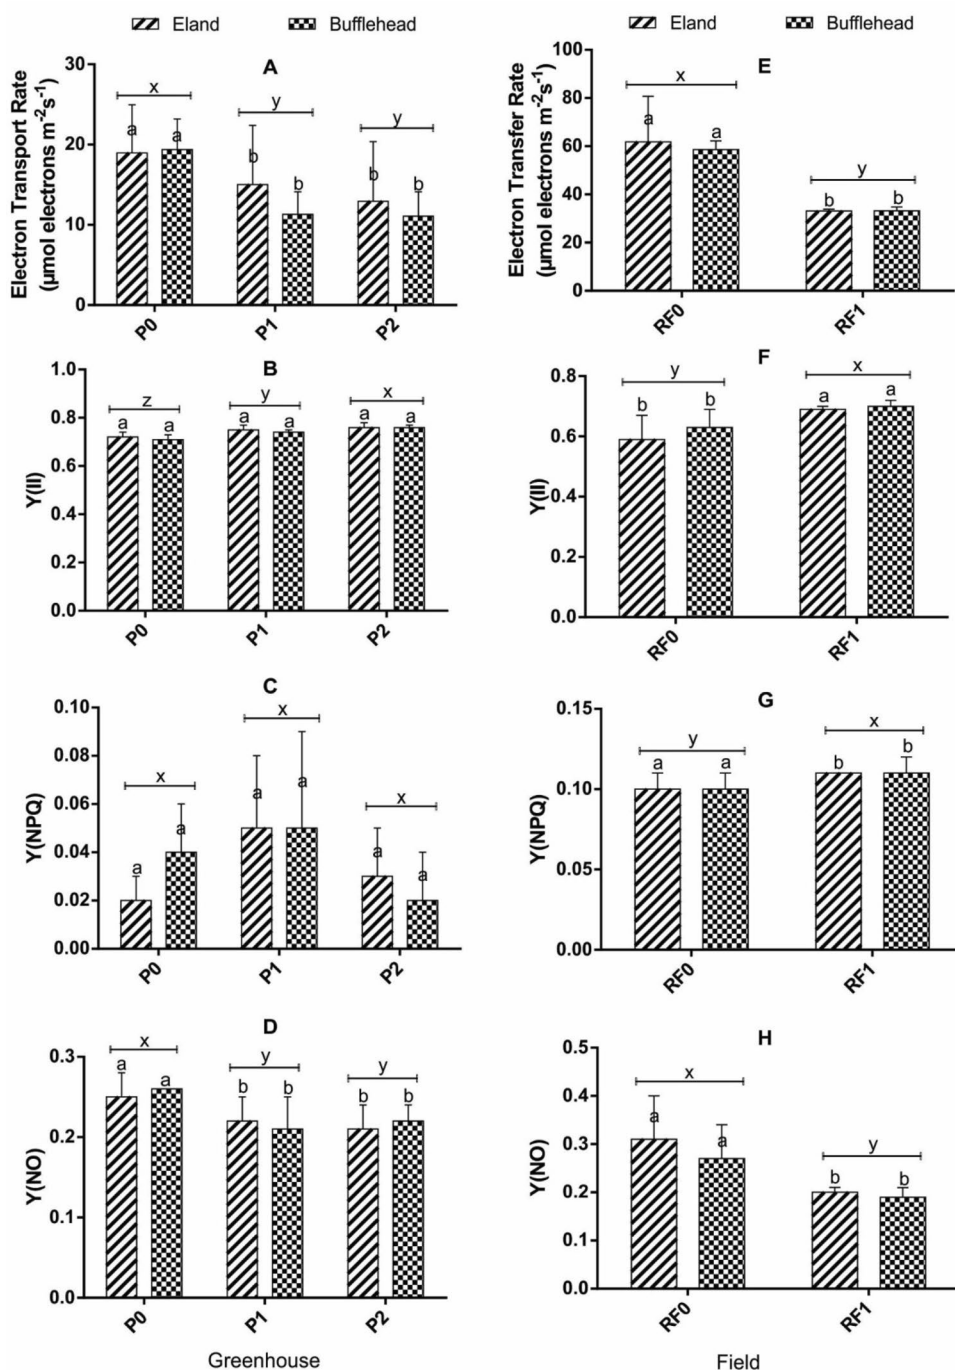 Eland Bufflehead
A
Electron Transport Rate
(µmol electrons m-2s-1)
30
20
10
0
x
y
y
a a
b b
b b
P0 P1 P2
B
Y(II)
1.0
0.8
0.6
0.4
0.2
0.0
z
y
x
a a
a a
a a
P0 P1 P2
C
Y(NPQ)
0.10
0.08
0.06
0.04
0.02
0.00
x
x
x
a a
a a
a a
P0 P1 P2
D
Y(NO)
0.3
0.2
0.1
0.0
x
y
y
a a
b b
b b
P0 P1 P2
Greenhouse
Eland Bufflehead
E
Electron Transfer Rate
(µmol electrons m-2s-1)
100
80
60
40
20
0
x
y
a a
b b
RF0 RF1
F
Y(II)
0.8
0.6
0.4
0.2
0.0
y
x
b b
a a
RF0 RF1
G
Y(NPQ)
0.15
0.10
0.05
0.00
y
x
a a
b b
RF0 RF1
H
Y(NO)
0.5
0.4
0.3
0.2
0.1
0.0
x
y
a a
b b
RF0 RF1
Field